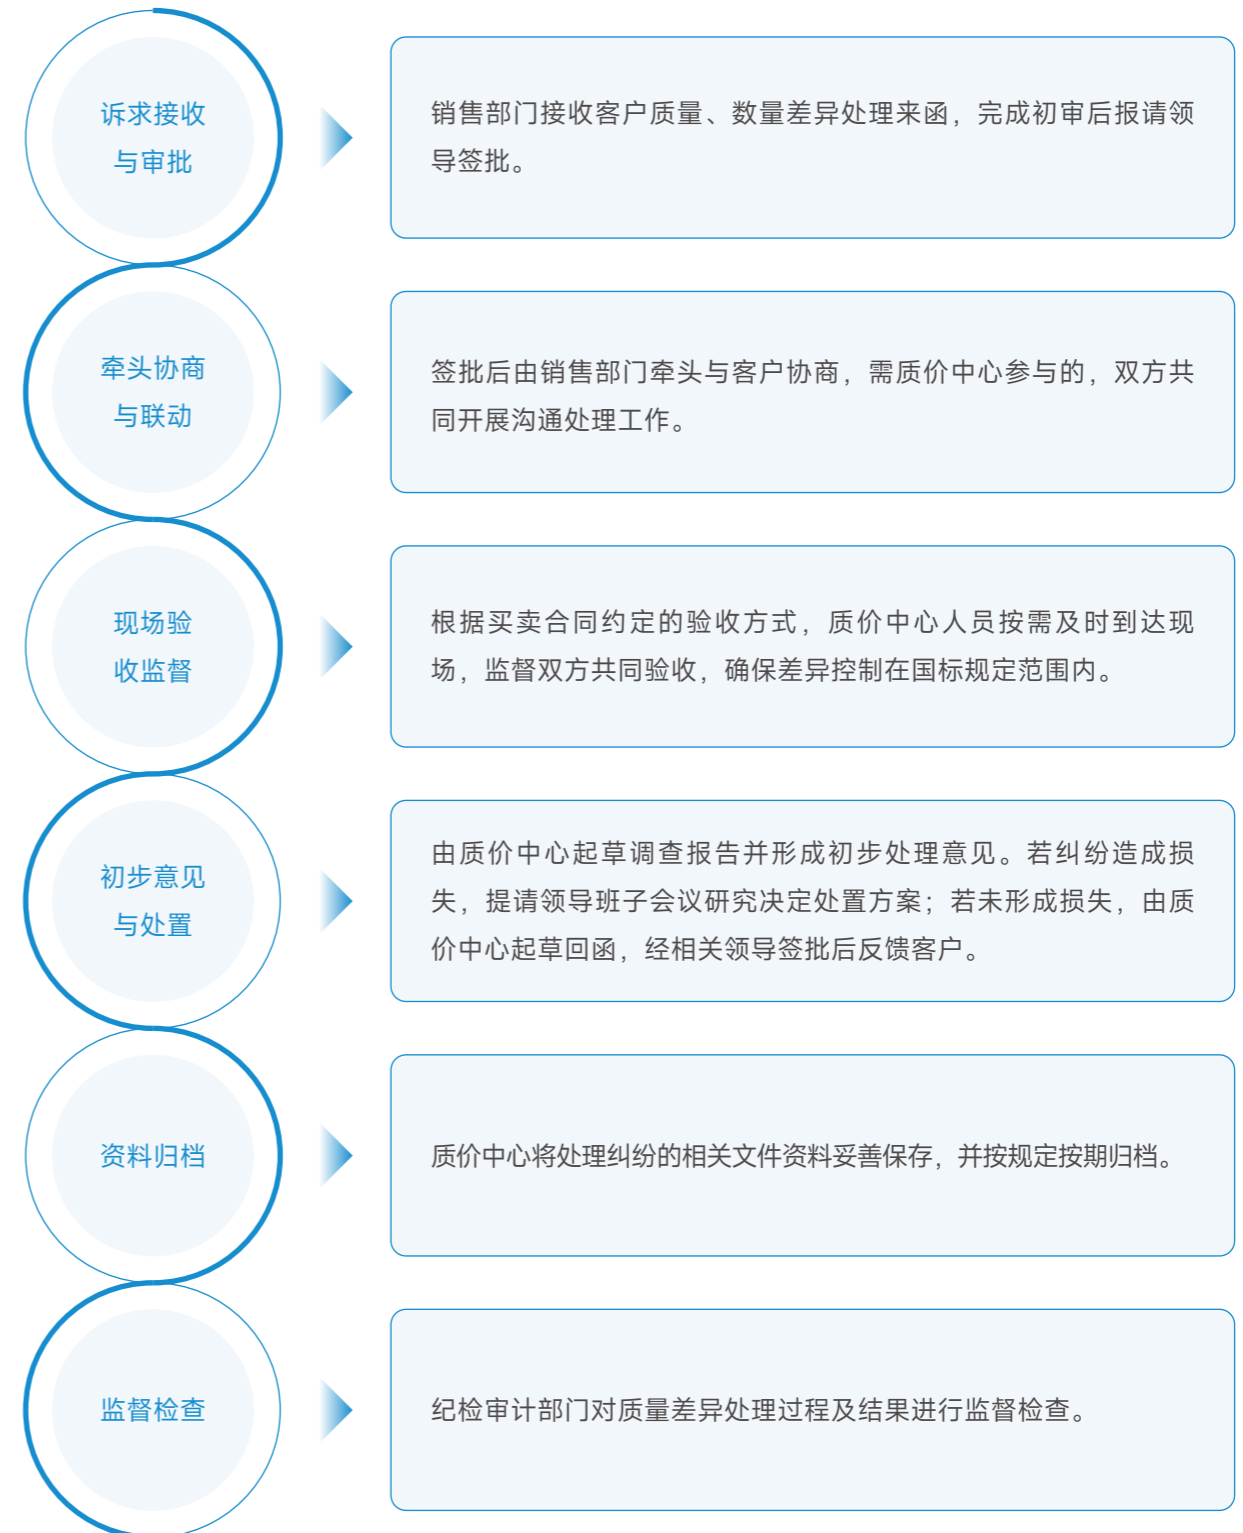 诉求接收
与审批
销售部门接收客户质量、数量差异处理来函，完成初审后报请领
导签批。
牵头协商
与联动
签批后由销售部门牵头与客户协商，需质价中心参与的，双方共
同开展沟通处理工作。
现场验
收监督
根据买卖合同约定的验收方式，质价中心人员按需及时到达现
场，监督双方共同验收，确保差异控制在国标规定范围内。
初步意见
与处置
由质价中心起草调查报告并形成初步处理意见。若纠纷造成损
失，提请领导班子会议研究决定处置方案；若未形成损失，由质
价中心起草回函，经相关领导签批后反馈客户。
资料归档
质价中心将处理纠纷的相关文件资料妥善保存，并按规定按期归档。
监督检查
纪检审计部门对质量差异处理过程及结果进行监督检查。